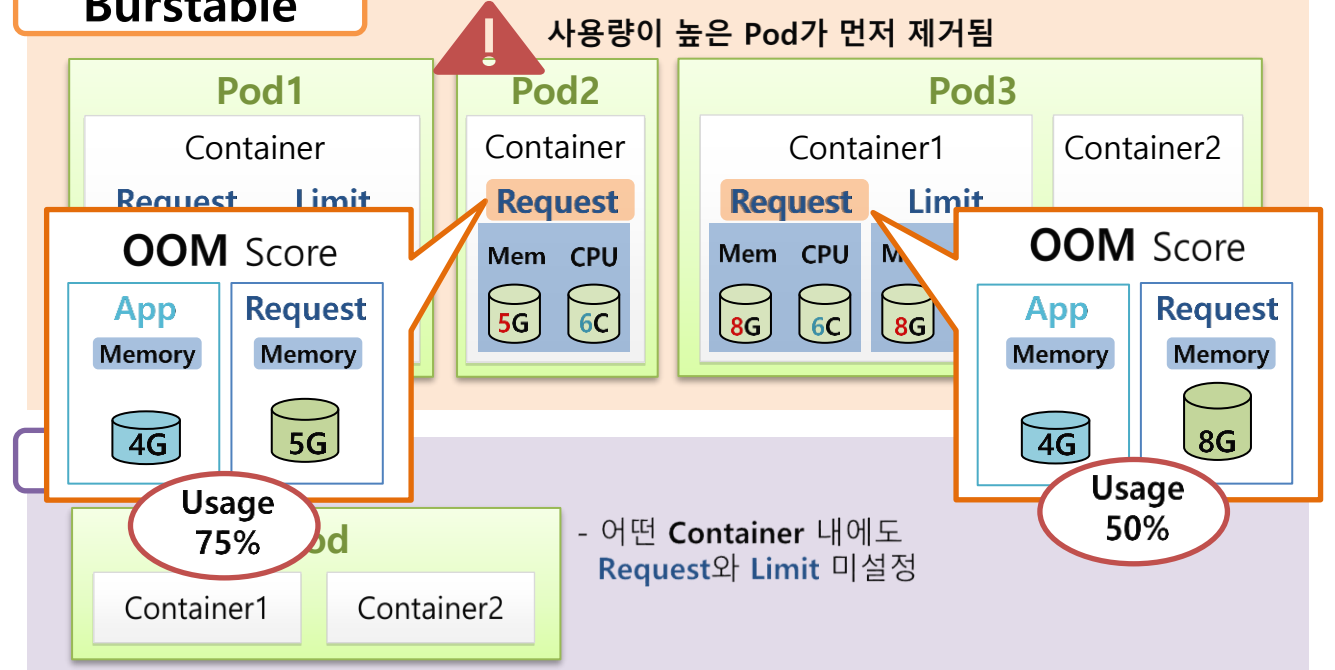 Burstable
사용량이 높은 Pod가 먼저 제거됨
Pod1
Container
Request Limit
Pod2
Container
Request
Mem CPU
5G 6C
Pod3
Container1
Request Limit
Mem CPU
8G 6C 8G
Container2
OOM Score
App Request
Memory Memory
4G 5G
Usage
75%
OOM Score
App Request
Memory Memory
4G 8G
Usage
50%
Container1 Container2
- 어떤 Container 내에도
Request와 Limit 미설정